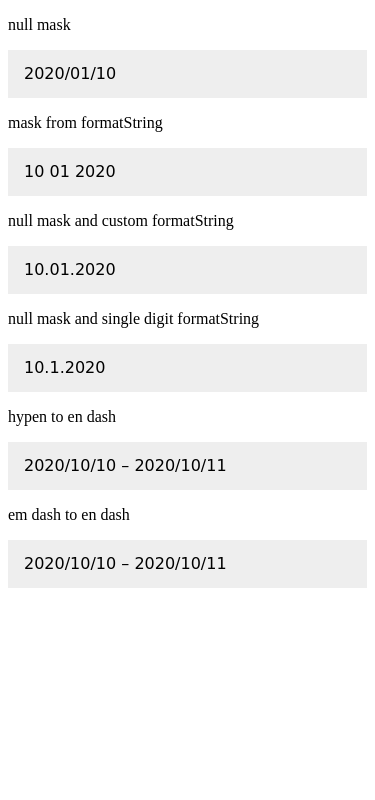 null mask
2020/01/10
mask from formatString
10 01 2020
null mask and custom formatString
10.01.2020
null mask and single digit formatString
10.1.2020
hypen to en dash
2020/10/10 – 2020/10/11
em dash to en dash
2020/10/10 – 2020/10/11